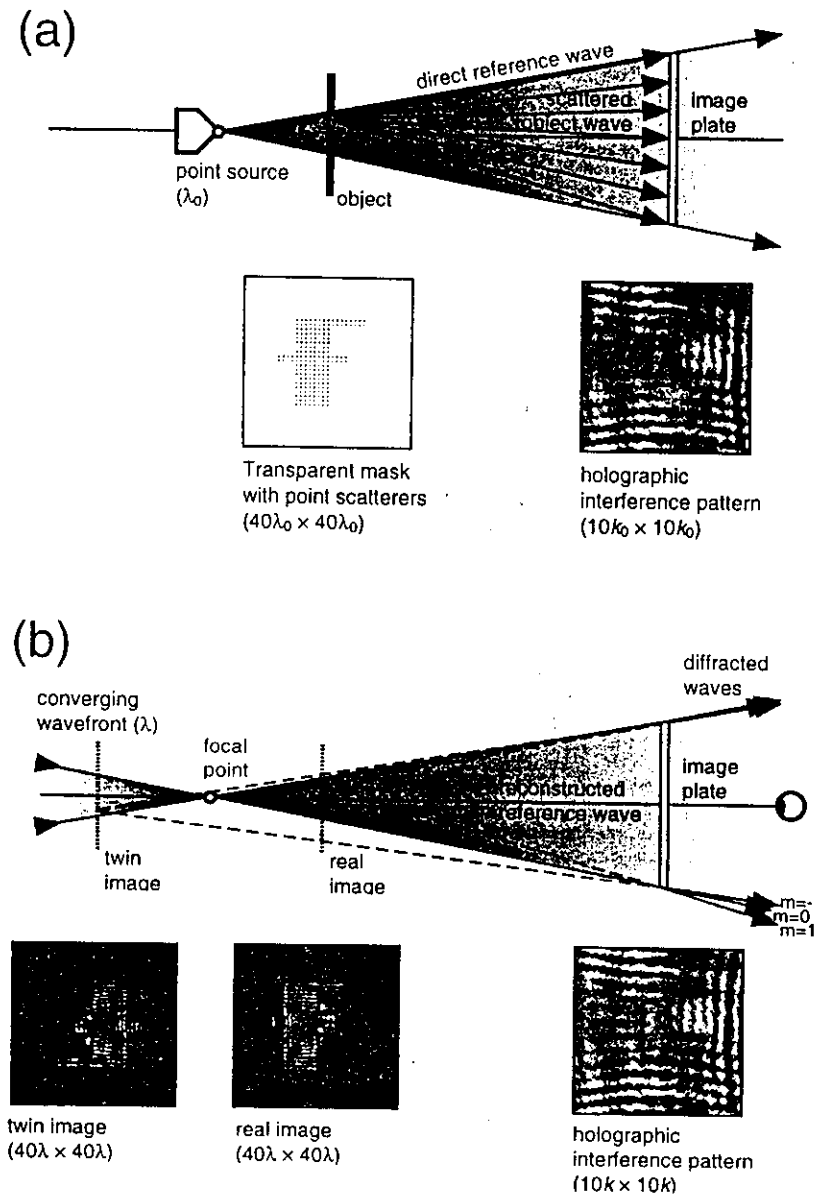 (a)
direct reference wave
scattered
object wave
image
plate
point source
(λ₀)
object
Transparent mask
with point scatterers
(40λ₀ × 40λ₀)
holographic
interference pattern
(10k₀ × 10k₀)
(b)
diffracted
waves
converging
wavefront (λ)
focal
point
image
plate
reconstructed
reference wave
twin
image
real
image
m=-
m=0
m=1
twin image
(40λ × 40λ)
real image
(40λ × 40λ)
holographic
interference pattern
(10k × 10k)